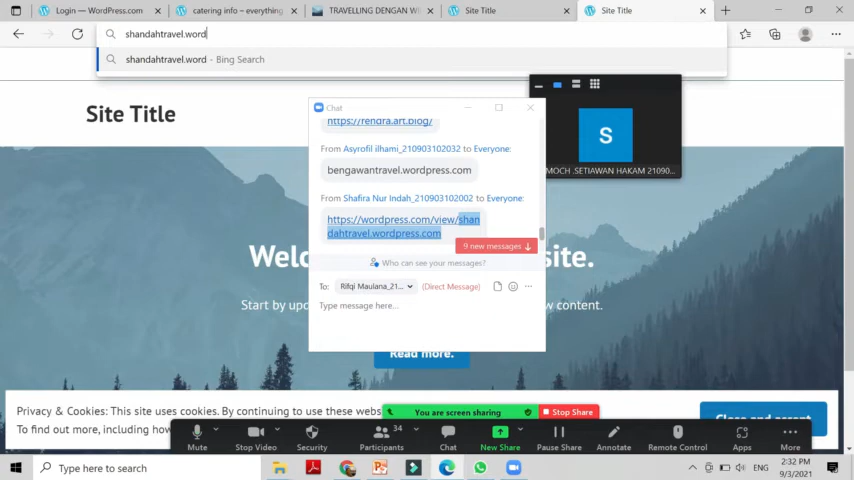 Login — WordPress.com
catering info – everything
TRAVELLING DENGAN W
Site Title
Site Title
shandahtravel.word
shandahtravel.word - Bing Search
Site Title
Chat
https://rendra.art.blog/
From Asyrofil ilhami_210903102032 to Everyone:
bengawantravel.wordpress.com
From Shafira Nur Indah_210903102002 to Everyone:
https://wordpress.com/view/shan
dahtravel.wordpress.com
9 new messages
Who can see your messages?
To: Rifqi Maulana_21... (Direct Message)
Type message here...
S
MOCH .SETIAWAN HAKAM 21090...
Welc
site.
Start by upd
w content.
Read more.
Privacy & Cookies: This site uses cookies. By continuing to use these webs
To find out more, including how
Close and accept
You are screen sharing
Stop Share
Mute
Stop Video
Security
Participants
34
Chat
New Share
Pause Share
Annotate
Remote Control
Apps
More
Type here to search
ENG
2:32 PM
9/3/2021